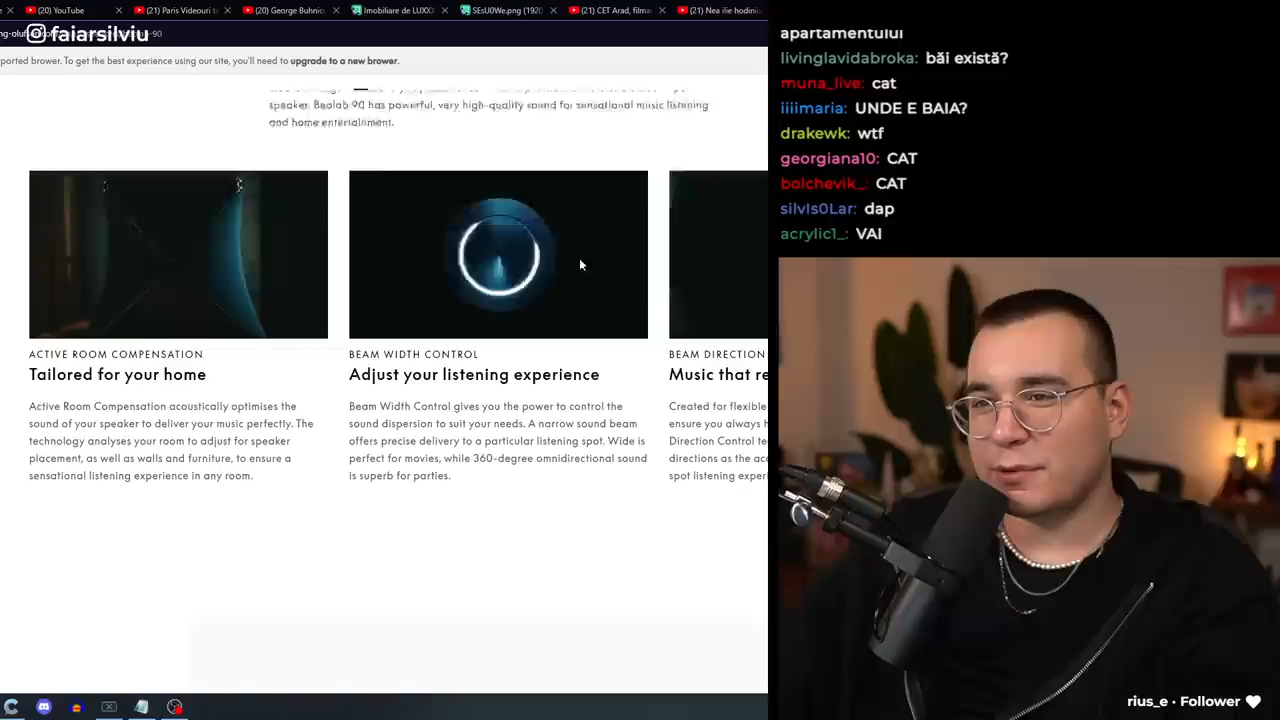 (20) YouTube
(21) Paris Videouri t
(20) George Buhnic
Imobiliare de LUXO
SEsU0We.png (1920
(21) CET Arad, filma
(21) Nea Ilie hodini
faiarsilviu
-90
ported brower. To get the best experience using our site, you'll need to upgrade to a new brower.
speaker. Beolab 90 has powerful, very high-quality sound for sensational music listening
and home entertainment.
ACTIVE ROOM COMPENSATION
Tailored for your home
Active Room Compensation acoustically optimises the
sound of your speaker to deliver your music perfectly. The
technology analyses your room to adjust for speaker
placement, as well as walls and furniture, to ensure a
sensational listening experience in any room.
BEAM WIDTH CONTROL
Adjust your listening experience
Beam Width Control gives you the power to control the
sound dispersion to suit your needs. A narrow sound beam
offers precise delivery to a particular listening spot. Wide is
perfect for movies, while 360-degree omnidirectional sound
is superb for parties.
BEAM DIRECTION
Music that re
Created for flexible
ensure you always h
Direction Control te
directions as the ac
spot listening exper
apartamentului
livinglavidabroka: băi există?
muna_live: cat
iiiimaria: UNDE E BAIA?
drakewk: wtf
georgiana10: CAT
bolchevik_: CAT
silvIs0Lar: dap
acrylic1_: VAI
rius_e · Follower